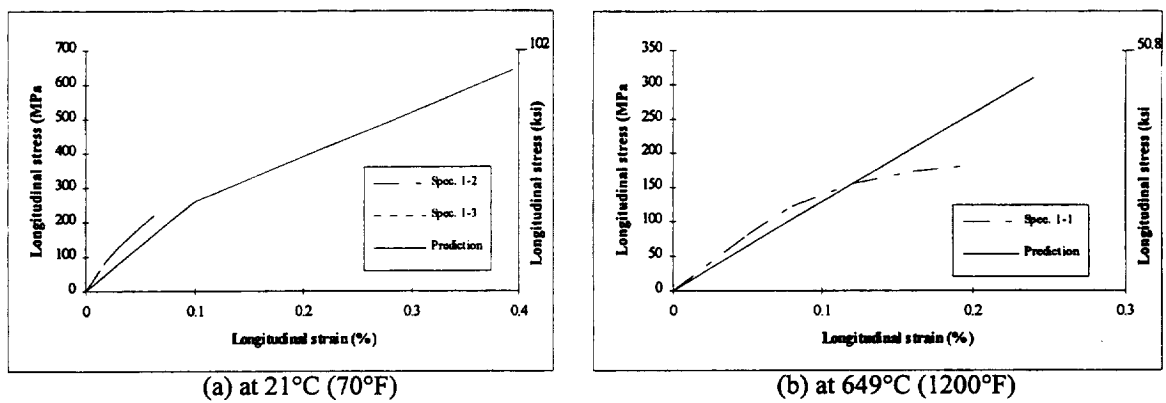 700
600
500
400
300
200
100
0
Longitudinal stress (MPa
102
Longitudinal stress (ksi)
Spec. 1-2
Spec. 1-3
Prediction
0 0.1 0.2 0.3 0.4
Longitudinal strain (%)
(a) at 21°C (70°F)
350
300
250
200
150
100
50
0
Longitudinal stress (MPa
50.8
Longitudinal stress (ksi
Spec. 1-1
Prediction
0 0.1 0.2 0.3
Longitudinal strain (%)
(b) at 649°C (1200°F)